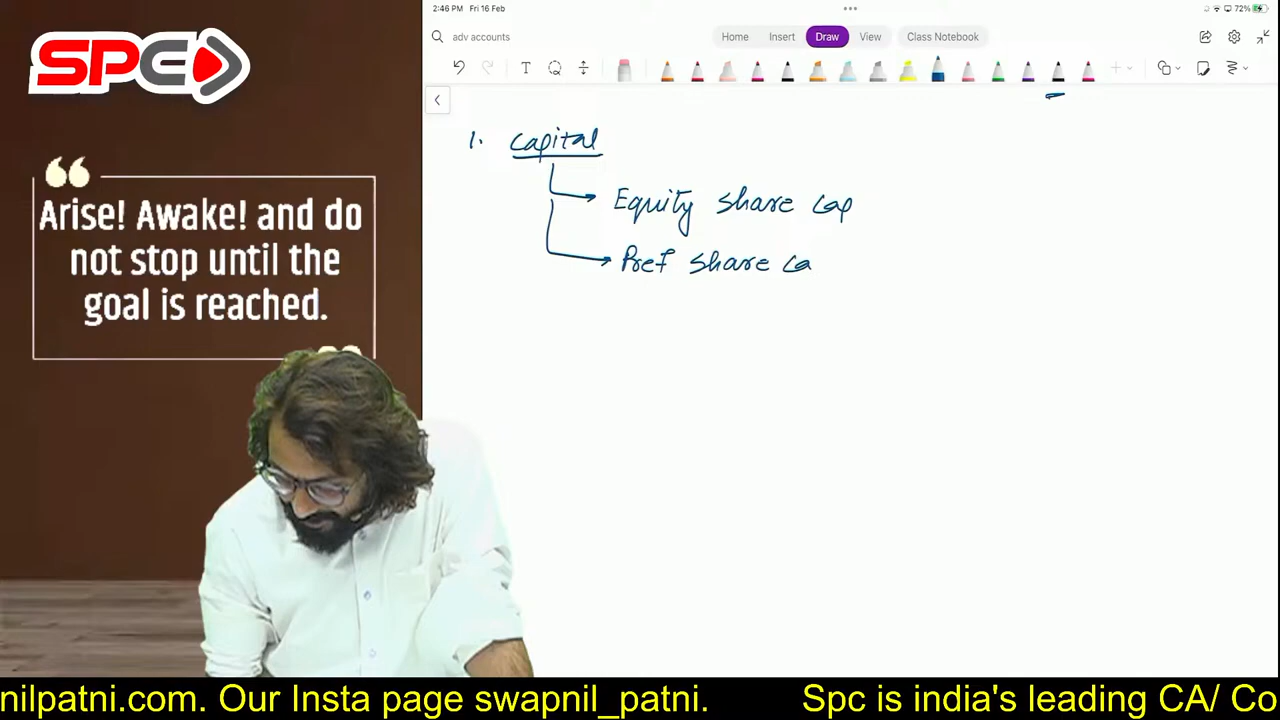 2:46 PM Fri 16 Feb
72%
adv accounts
Home Insert Draw View Class Notebook
SPC
T
1. Capital
Equity share cap
Pref share ca
Arise! Awake! and do
not stop until the
goal is reached.
nilpatni.com. Our Insta page swapnil_patni. Spc is india's leading CA/ Co